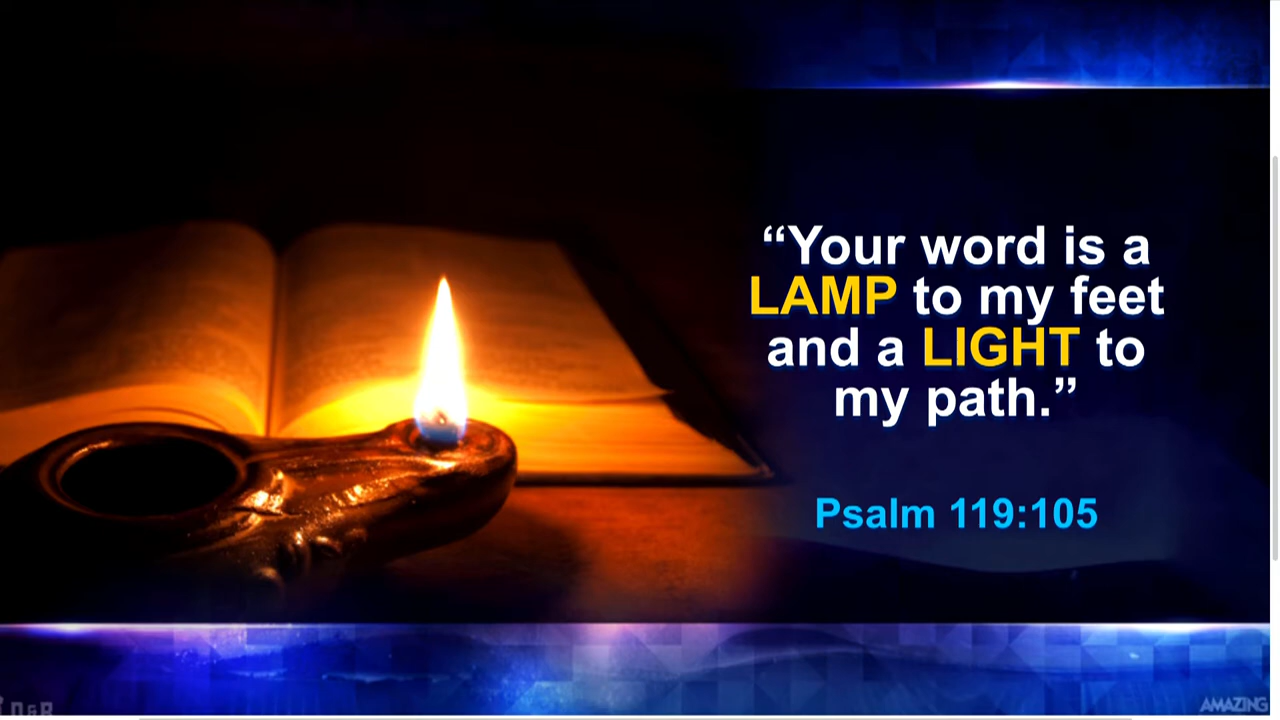 “Your word is a
LAMP to my feet
and a LIGHT to
my path.”
Psalm 119:105
AMAZING